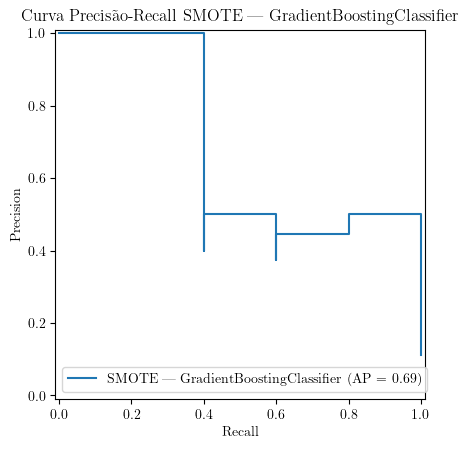 Curva Precisão-Recall SMOTE — GradientBoostingClassifier
1.0
0.8
0.6
0.4
0.2
0.0
Precision
SMOTE — GradientBoostingClassifier (AP = 0.69)
0.0 0.2 0.4 0.6 0.8 1.0
Recall